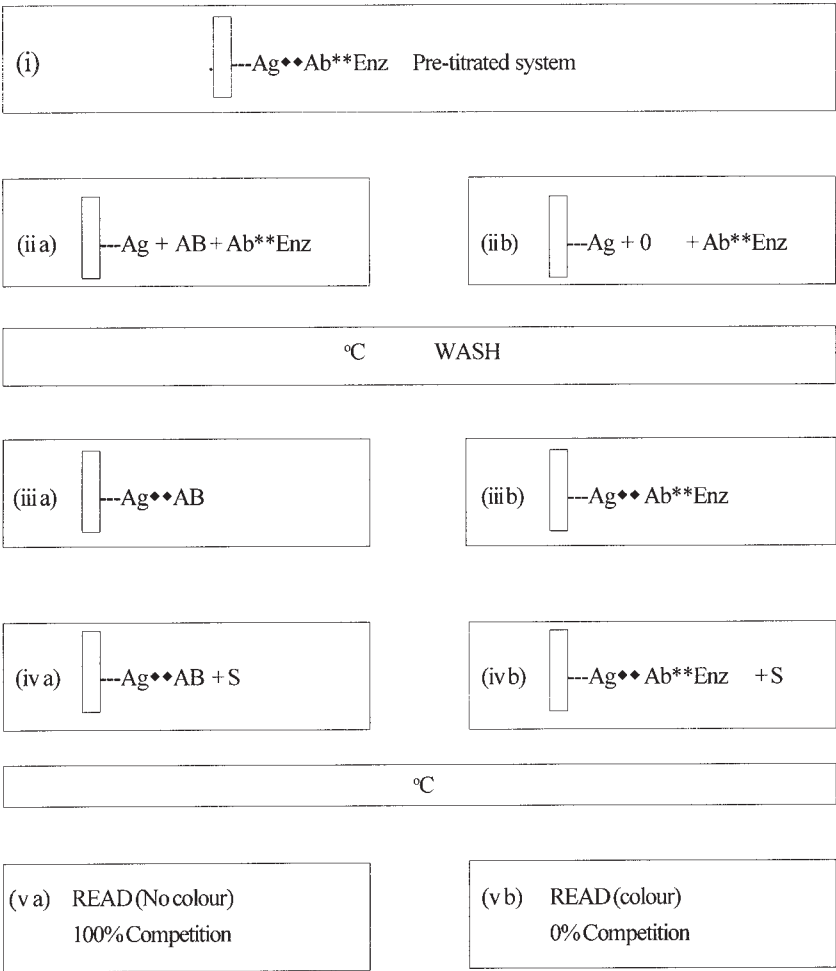 (i) ---Ag◆◆Ab**Enz Pre-titrated system
(ii a) ---Ag + AB + Ab**Enz
(ii b) ---Ag + 0 + Ab**Enz
°C WASH
(iii a) ---Ag◆◆AB
(iii b) ---Ag◆◆ Ab**Enz
(iv a) ---Ag◆◆AB + S
(iv b) ---Ag◆◆ Ab**Enz +S
°C
(v a) READ (No colour)
100% Competition
(v b) READ (colour)
0% Competition